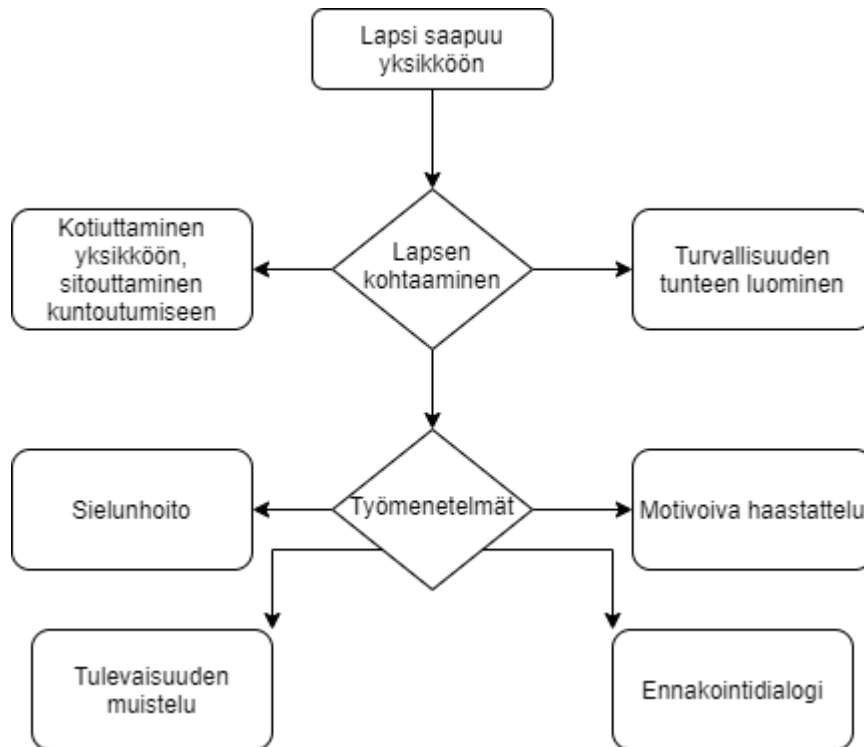 Lapsi saapuu
yksikköön
Kotiuttaminen
yksikköön,
sitouttaminen
kuntoutumiseen
Lapsen
kohtaaminen
Turvallisuuden
tunteen luominen
Sielunhoito
Työmenetelmät
Motivoiva haastattelu
Tulevaisuuden
muistelu
Ennakointidialogi